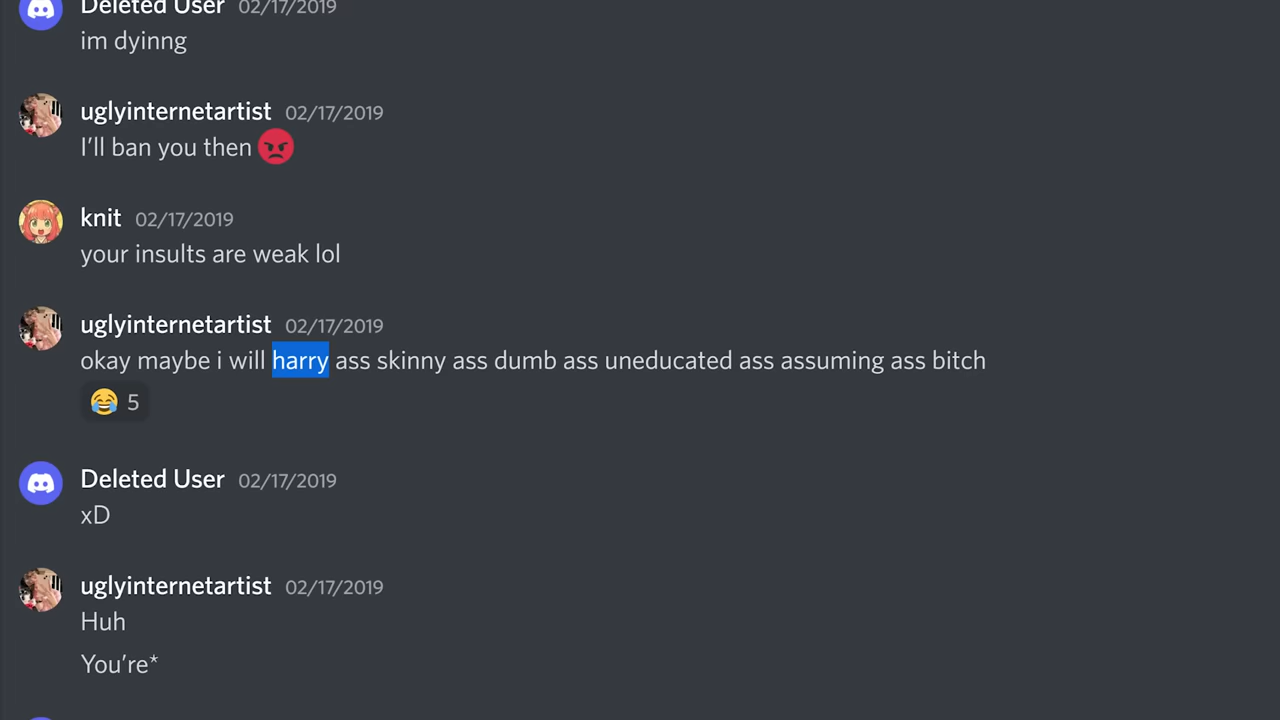 Deleted User 02/17/2019
im dyinng
uglyinternetartist 02/17/2019
I’ll ban you then 😡
knit 02/17/2019
your insults are weak lol
uglyinternetartist 02/17/2019
okay maybe i will harry ass skinny ass dumb ass uneducated ass assuming ass bitch
😂 5
Deleted User 02/17/2019
xD
uglyinternetartist 02/17/2019
Huh
You’re*